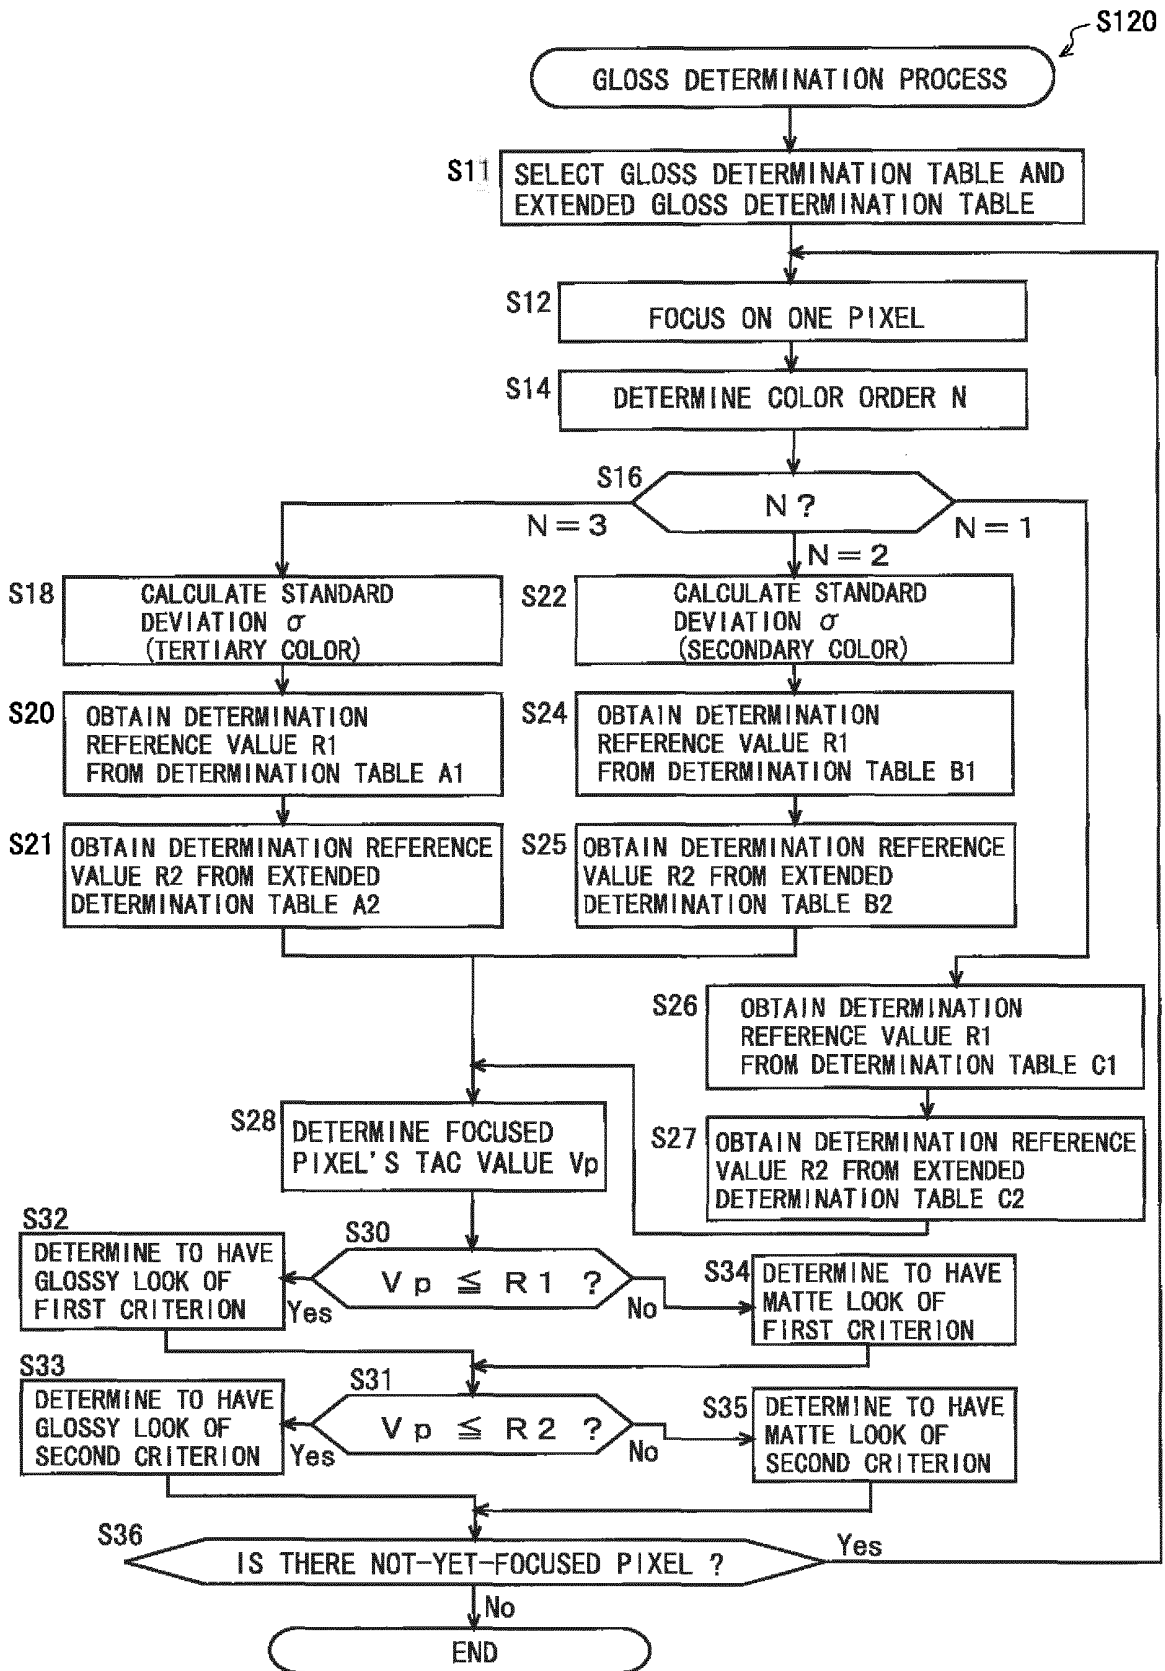 S120
GLOSS DETERMINATION PROCESS
S11
SELECT GLOSS DETERMINATION TABLE AND
EXTENDED GLOSS DETERMINATION TABLE
S12
FOCUS ON ONE PIXEL
S14
DETERMINE COLOR ORDER N
S16
N ?
N = 3
N = 2
N = 1
S18
CALCULATE STANDARD
DEVIATION σ
(TERTIARY COLOR)
S22
CALCULATE STANDARD
DEVIATION σ
(SECONDARY COLOR)
S20
OBTAIN DETERMINATION
REFERENCE VALUE R1
FROM DETERMINATION TABLE A1
S24
OBTAIN DETERMINATION
REFERENCE VALUE R1
FROM DETERMINATION TABLE B1
S21
OBTAIN DETERMINATION REFERENCE
VALUE R2 FROM EXTENDED
DETERMINATION TABLE A2
S25
OBTAIN DETERMINATION REFERENCE
VALUE R2 FROM EXTENDED
DETERMINATION TABLE B2
S26
OBTAIN DETERMINATION
REFERENCE VALUE R1
FROM DETERMINATION TABLE C1
S27
OBTAIN DETERMINATION REFERENCE
VALUE R2 FROM EXTENDED
DETERMINATION TABLE C2
S28
DETERMINE FOCUSED
PIXEL'S TAC VALUE Vp
S30
Vp ≦ R1 ?
Yes
No
S32
DETERMINE TO HAVE
GLOSSY LOOK OF
FIRST CRITERION
S34
DETERMINE TO HAVE
MATTE LOOK OF
FIRST CRITERION
S31
Vp ≦ R2 ?
Yes
No
S33
DETERMINE TO HAVE
GLOSSY LOOK OF
SECOND CRITERION
S35
DETERMINE TO HAVE
MATTE LOOK OF
SECOND CRITERION
S36
IS THERE NOT-YET-FOCUSED PIXEL ?
Yes
No
END